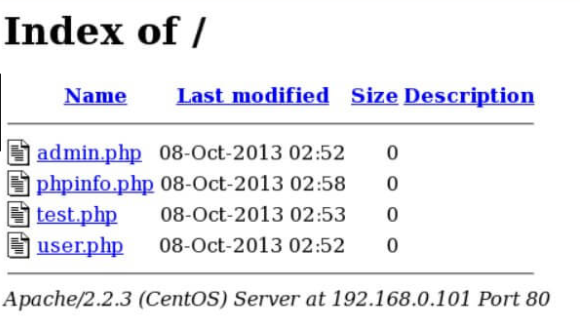 Index of /
Name Last modified Size Description
admin.php 08-Oct-2013 02:52 0
phpinfo.php 08-Oct-2013 02:58 0
test.php 08-Oct-2013 02:53 0
user.php 08-Oct-2013 02:52 0
Apache/2.2.3 (CentOS) Server at 192.168.0.101 Port 80